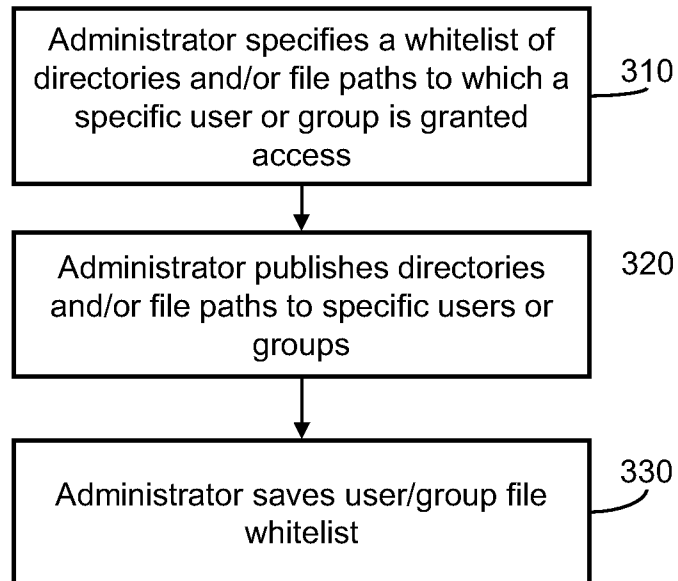 Administrator specifies a whitelist of
directories and/or file paths to which a
specific user or group is granted
access
310
Administrator publishes directories
and/or file paths to specific users or
groups
320
Administrator saves user/group file
whitelist
330